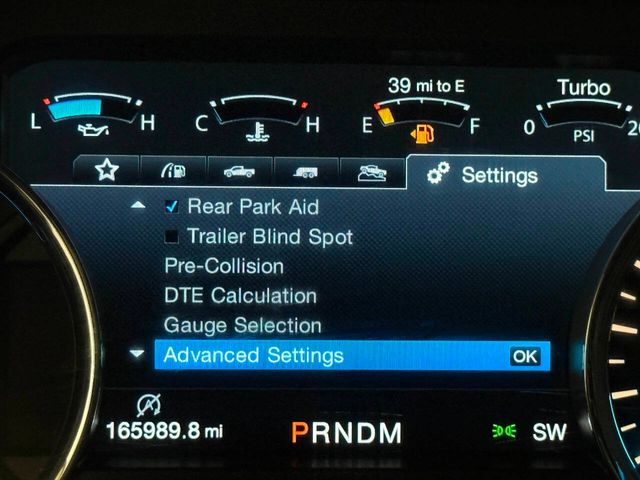 39 mi to E
Turbo
L H
C H
E F
0 20
PSI
Settings
Rear Park Aid
Trailer Blind Spot
Pre-Collision
DTE Calculation
Gauge Selection
Advanced Settings OK
A
165989.8 mi
PRNDM
SW